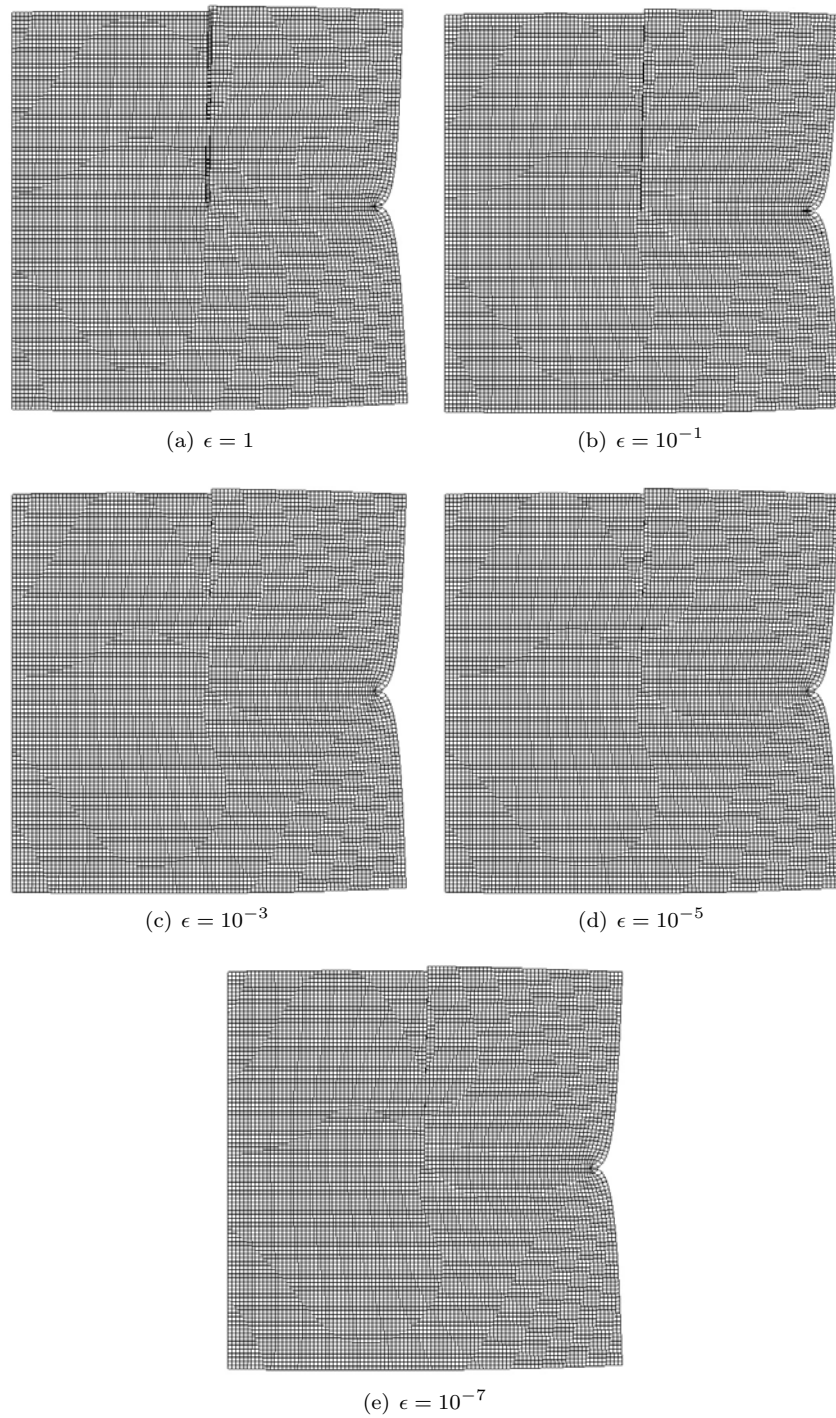 (a) ϵ = 1
(b) ϵ = 10⁻¹
(c) ϵ = 10⁻³
(d) ϵ = 10⁻⁵
(e) ϵ = 10⁻⁷